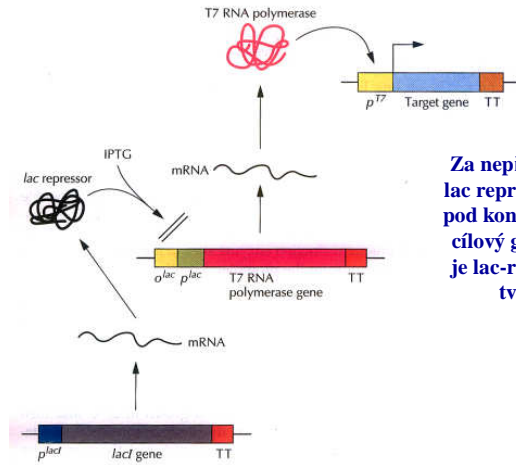 T7 RNA polymerase
p^T7 Target gene TT
IPTG
lac repressor
mRNA
o^lac p^lac T7 RNA TT
polymerase gene
mRNA
p^lacI lacI gene TT
Za
lac repr
pod kon
cílový g
je lac-r
tv